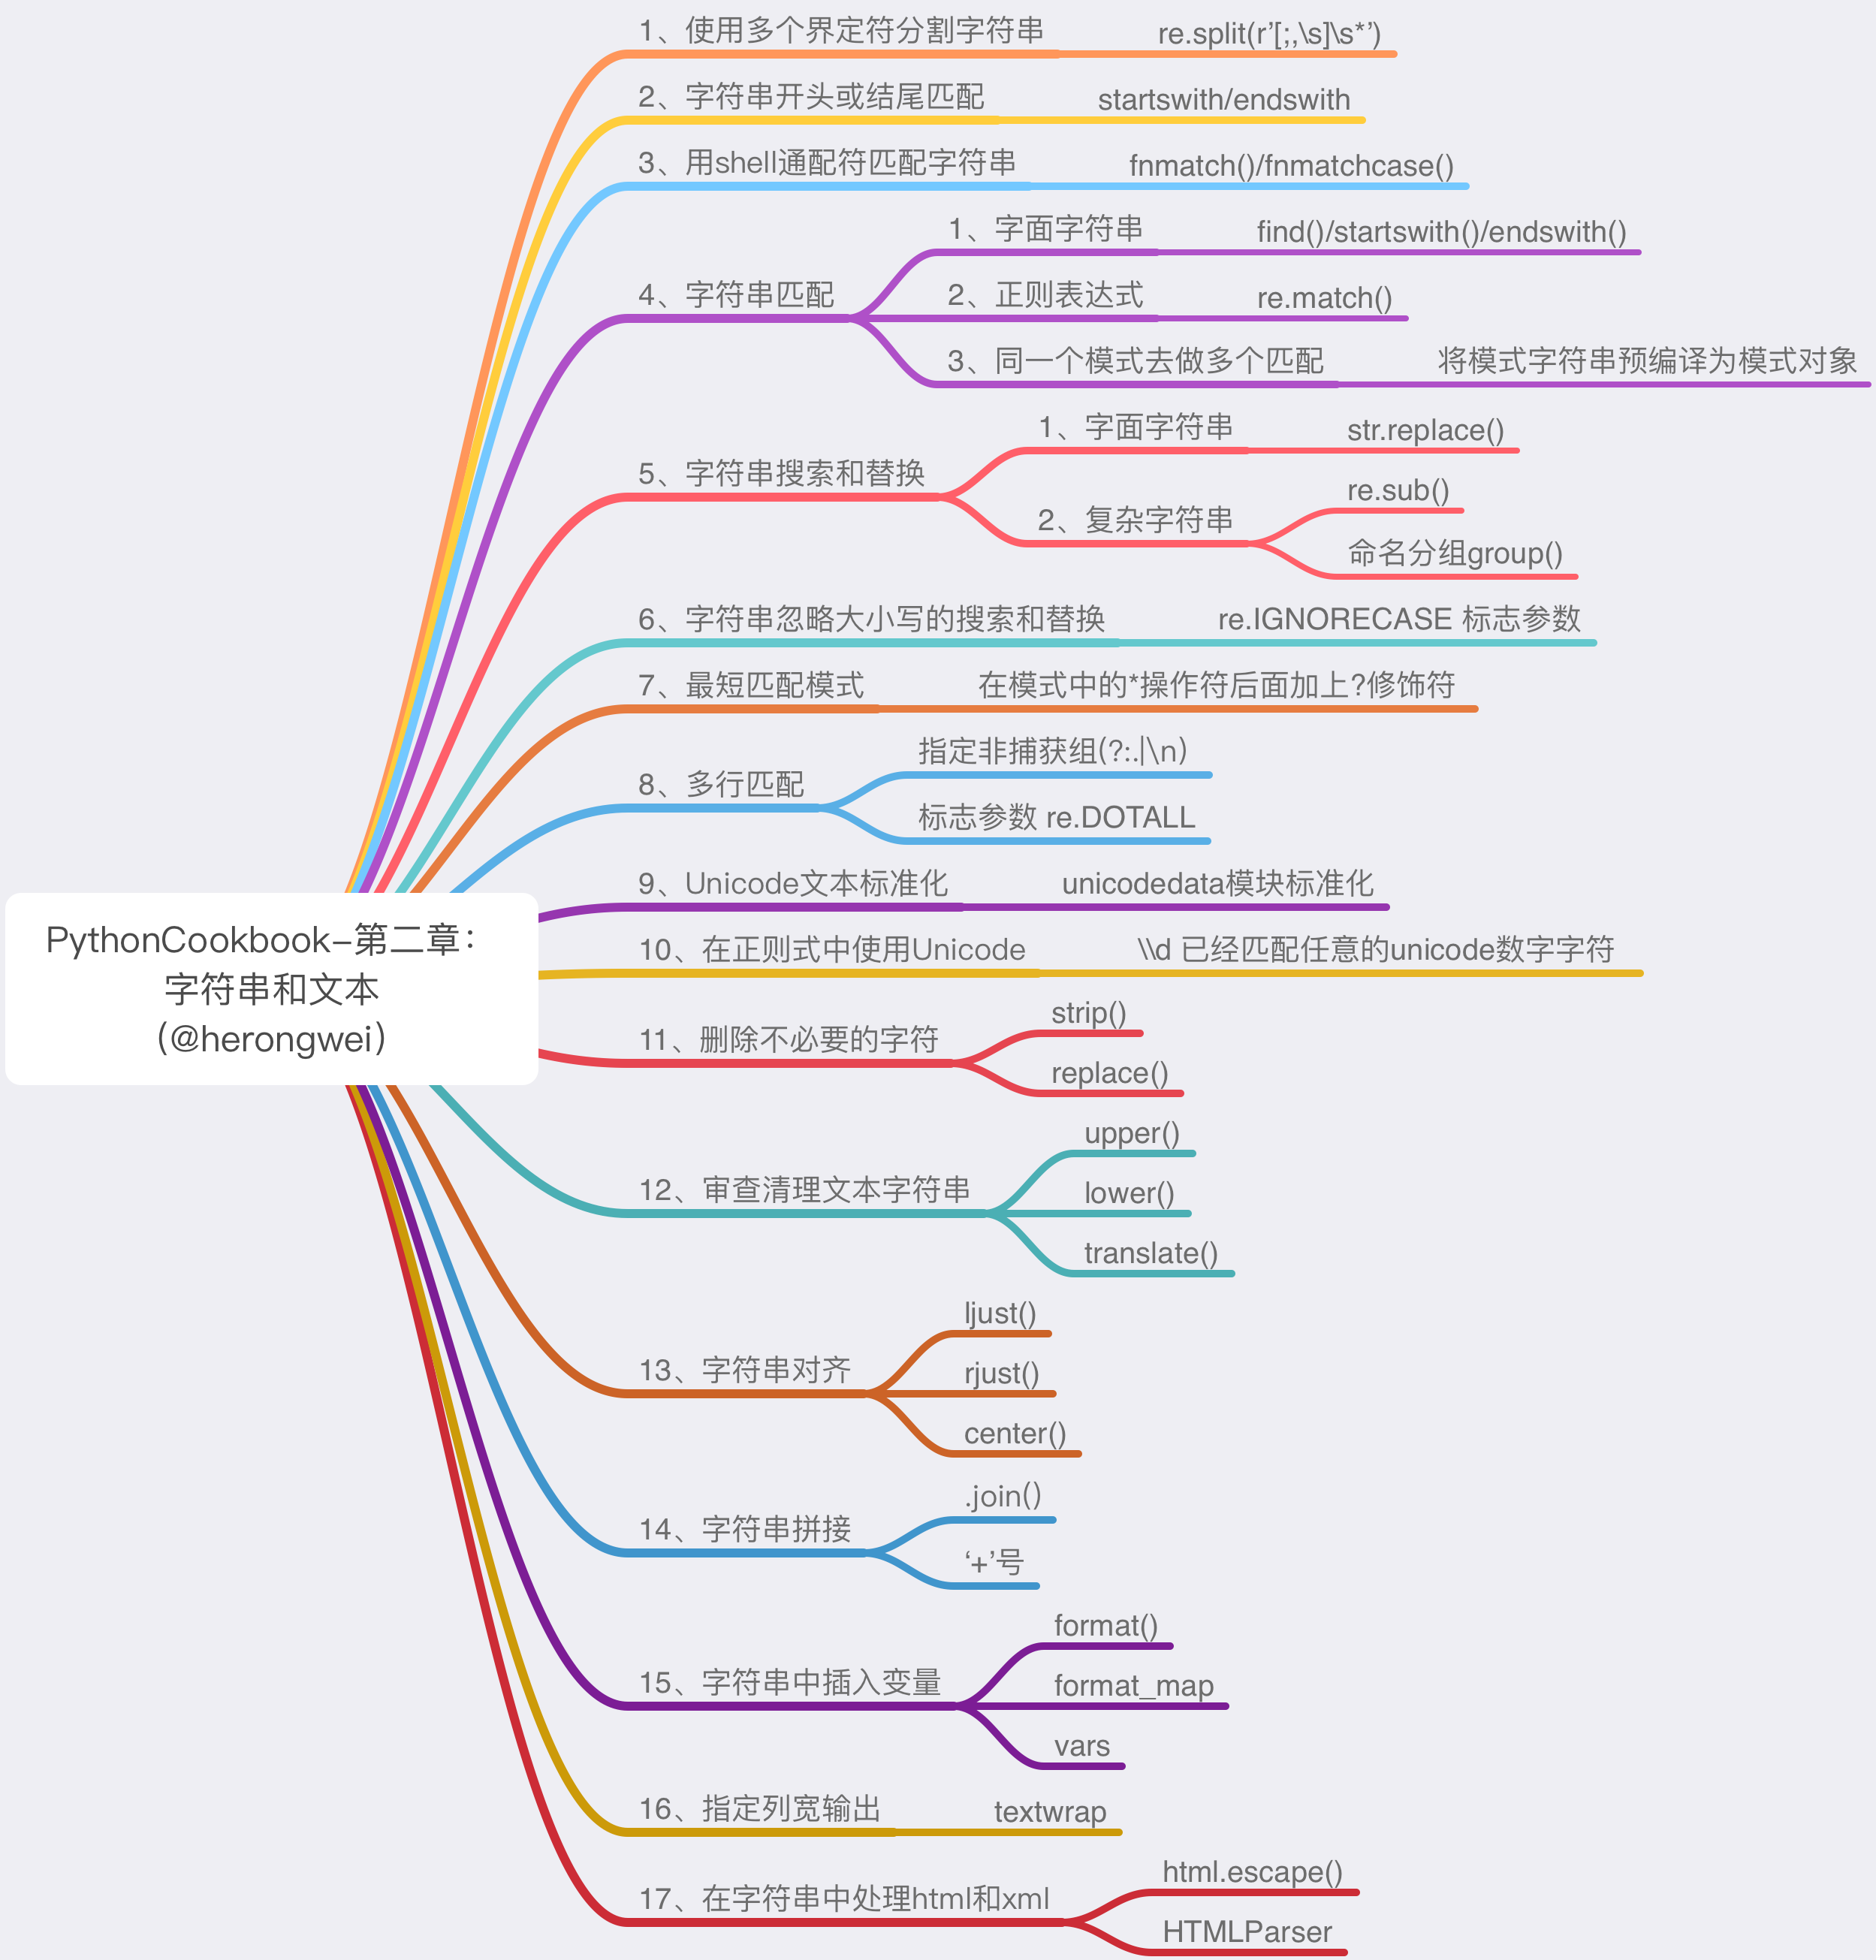 PythonCookbook-第二章：
字符串和文本
（@herongwei）
1、使用多个界定符分割字符串
re.split(r’[;,\s]\s*’)
2、字符串开头或结尾匹配
startswith/endswith
3、用shell通配符匹配字符串
fnmatch()/fnmatchcase()
4、字符串匹配
1、字面字符串
find()/startswith()/endswith()
2、正则表达式
re.match()
3、同一个模式去做多个匹配
将模式字符串预编译为模式对象
5、字符串搜索和替换
1、字面字符串
str.replace()
2、复杂字符串
re.sub()
命名分组group()
6、字符串忽略大小写的搜索和替换
re.IGNORECASE 标志参数
7、最短匹配模式
在模式中的*操作符后面加上?修饰符
8、多行匹配
指定非捕获组(?:.|\n)
标志参数 re.DOTALL
9、Unicode文本标准化
unicodedata模块标准化
10、在正则式中使用Unicode
\\d 已经匹配任意的unicode数字字符
11、删除不必要的字符
strip()
replace()
12、审查清理文本字符串
upper()
lower()
translate()
13、字符串对齐
ljust()
rjust()
center()
14、字符串拼接
.join()
‘+’号
15、字符串中插入变量
format()
format_map
vars
16、指定列宽输出
textwrap
17、在字符串中处理html和xml
html.escape()
HTMLParser